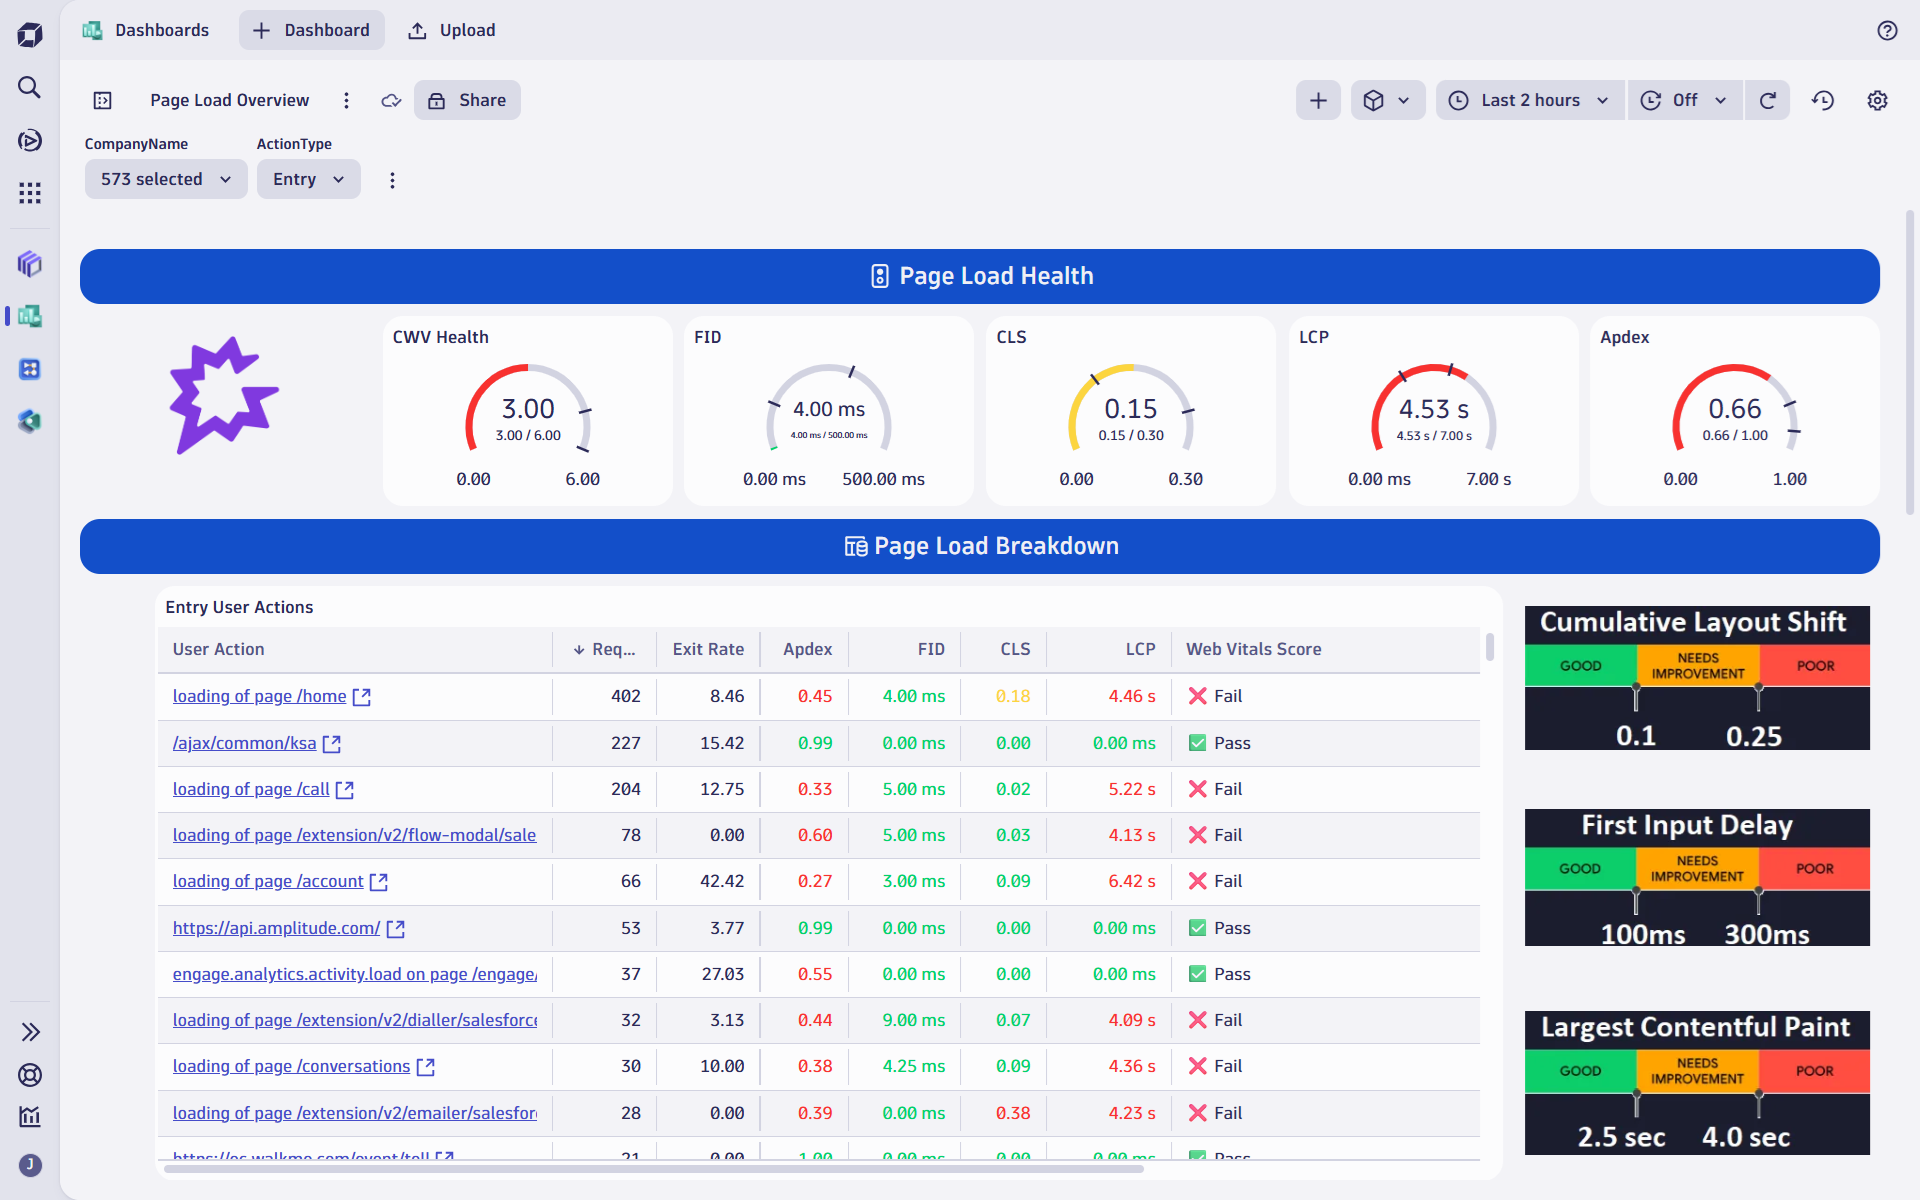 Dashboards
Dashboard
Upload
Page Load Overview
Share
Last 2 hours
Off
CompanyName
ActionType
573 selected
Entry
Page Load Health
CWV Health
3.00
3.00 / 6.00
0.00
6.00
FID
4.00 ms
4.00 ms / 500.00 ms
0.00 ms
500.00 ms
CLS
0.15
0.15 / 0.30
0.00
0.30
LCP
4.53 s
4.53 s / 7.00 s
0.00 ms
7.00 s
Apdex
0.66
0.66 / 1.00
0.00
1.00
Page Load Breakdown
Entry User Actions
User Action Req... Exit Rate Apdex FID CLS LCP Web Vitals Score
loading of page /home 402 8.46 0.45 4.00 ms 0.18 4.46 s Fail
/ajax/common/ksa 227 15.42 0.99 0.00 ms 0.00 0.00 ms Pass
loading of page /call 204 12.75 0.33 5.00 ms 0.02 5.22 s Fail
loading of page /extension/v2/flow-modal/sale 78 0.00 0.60 5.00 ms 0.03 4.13 s Fail
loading of page /account 66 42.42 0.27 3.00 ms 0.09 6.42 s Fail
https://api.amplitude.com/ 53 3.77 0.99 0.00 ms 0.00 0.00 ms Pass
engage.analytics.activity.load on page /engage/ 37 27.03 0.55 0.00 ms 0.00 0.00 ms Pass
loading of page /extension/v2/dialler/salesforce 32 3.13 0.44 9.00 ms 0.07 4.09 s Fail
loading of page /conversations 30 10.00 0.38 4.25 ms 0.09 4.36 s Fail
loading of page /extension/v2/emailer/salesfor 28 0.00 0.39 0.00 ms 0.38 4.23 s Fail
https://ec.walkme.com/event/tell 21 0.00 1.00 0.00 ms 0.00 0.00 ms Pass
Cumulative Layout Shift
GOOD
NEEDS
IMPROVEMENT
POOR
0.1
0.25
First Input Delay
GOOD
NEEDS
IMPROVEMENT
POOR
100ms
300ms
Largest Contentful Paint
GOOD
NEEDS
IMPROVEMENT
POOR
2.5 sec
4.0 sec
J